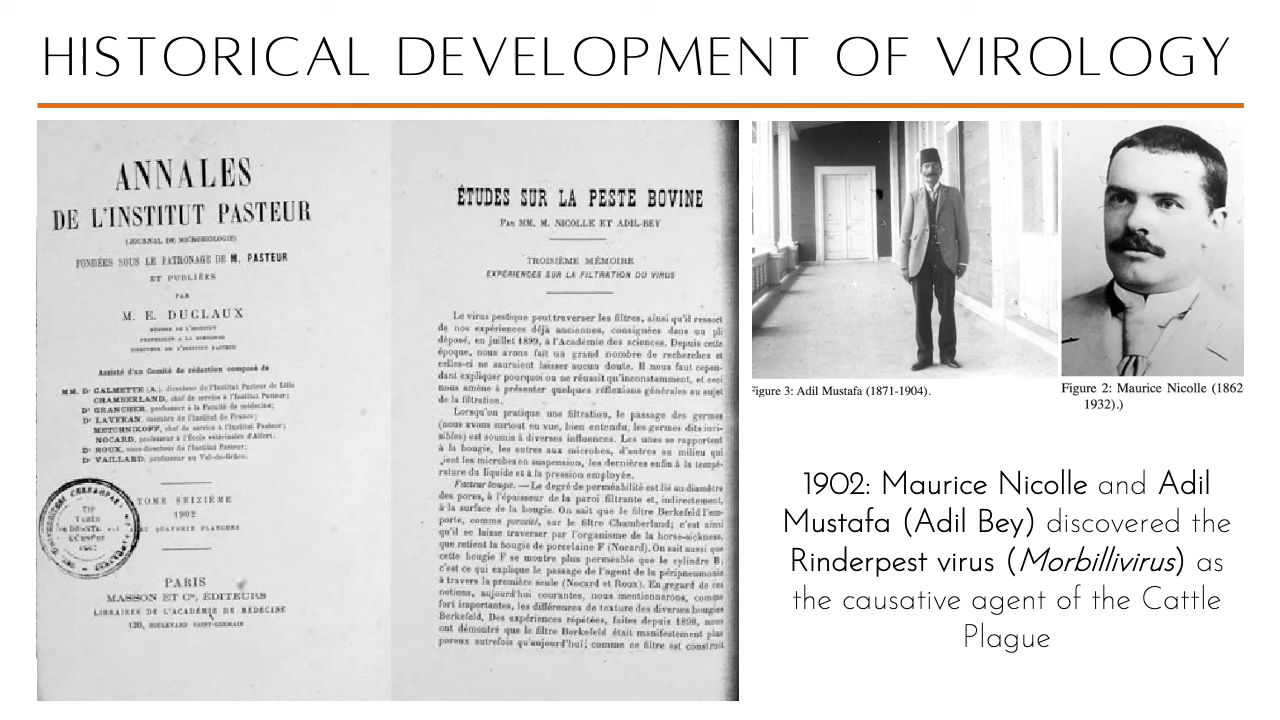 HISTORICAL DEVELOPMENT OF VIROLOGY
ANNALES
DE L'INSTITUT PASTEUR
(JOURNAL DE MICROBIOLOGIE)
FONDÉES SOUS LE PATRONAGE DE M. PASTEUR
ET PUBLIÉES
PAR
M. E. DUCLAUX
MEMBRE DE L'INSTITUT
PROFESSEUR A LA SORBONNE
DIRECTEUR DE L'INSTITUT PASTEUR
Assisté d'un Comité de rédaction composé de
MM. Dr CALMETTE (A.), directeur de l'Institut Pasteur de Lille
CHAMBERLAND, chef de service à l'Institut Pasteur;
Dr GRANCHER, professeur à la Faculté de médecine;
Dr LAVERAN, membre de l'Institut de France;
METCHNIKOFF, chef de service à l'Institut Pasteur;
NOCARD, professeur à l'École vétérinaire d'Alfort;
Dr ROUX, sous-directeur de l'Institut Pasteur;
Dr VAILLARD, professeur au Val-de-Grâce.
TOME SEIZIÈME
1902
AVEC QUATORZE PLANCHES
PARIS
MASSON ET Cie, ÉDITEURS
LIBRAIRES DE L'ACADÉMIE DE MÉDECINE
120, BOULEVARD SAINT-GERMAIN
ÉTUDES SUR LA PESTE BOVINE
PAR MM. M. NICOLLE ET ADIL-BEY
TROISIÈME MÉMOIRE
EXPÉRIENCES SUR LA FILTRATION DU VIRUS
Le virus pestique peut traverser les filtres, ainsi qu'il ressort
de nos expériences déjà anciennes, consignées dans un pli
déposé, en juillet 1899, à l'Académie des sciences. Depuis cette
époque, nous avons fait un grand nombre de recherches et
celles-ci ne sauraient laisser aucun doute. Il nous faut cepen-
dant expliquer pourquoi on ne réussit qu'inconstamment, et ceci
nous amène à présenter quelques réflexions générales au sujet
de la filtration.
Lorsqu'on pratique une filtration, le passage des germes
(nous avons surtout en vue, bien entendu, les germes dits invi-
sibles) est soumis à diverses influences. Les unes se rapportent
à la bougie, les autres aux microbes, d'autres au milieu qui
tient les microbes en suspension, les dernières enfin à la tempé-
rature du liquide et à la pression employée.
Facteur bougie. — Le degré de perméabilité est lié au diamètre
des pores, à l'épaisseur de la paroi filtrante et, indirectement,
à la surface de la bougie. On sait que le filtre Berkefeld l'em-
porte, comme porosité, sur le filtre Chamberland; c'est ainsi
qu'il se laisse traverser par l'organisme de la horse-sickness,
que retient la bougie de porcelaine F (Nocard). On sait aussi que
cette bougie F se montre plus perméable que le cylindre B;
c'est ce qui explique le passage de l'agent de la péripneumonie
à travers la première seule (Nocard et Roux). En regard de ces
notions, aujourd'hui courantes, nous mentionnerons, comme
fort importantes, les différences de texture des diverses bougies
Berkefeld. Des expériences répétées, faites depuis 1898, nous
ont démontré que le filtre Berkefeld était manifestement plus
poreux autrefois qu'aujourd'hui; comme ce filtre est construit
Figure 3: Adil Mustafa (1871-1904).
Figure 2: Maurice Nicolle (1862
1932).)
1902: Maurice Nicolle and Adil
Mustafa (Adil Bey) discovered the
Rinderpest virus (Morbillivirus) as
the causative agent of the Cattle
Plague